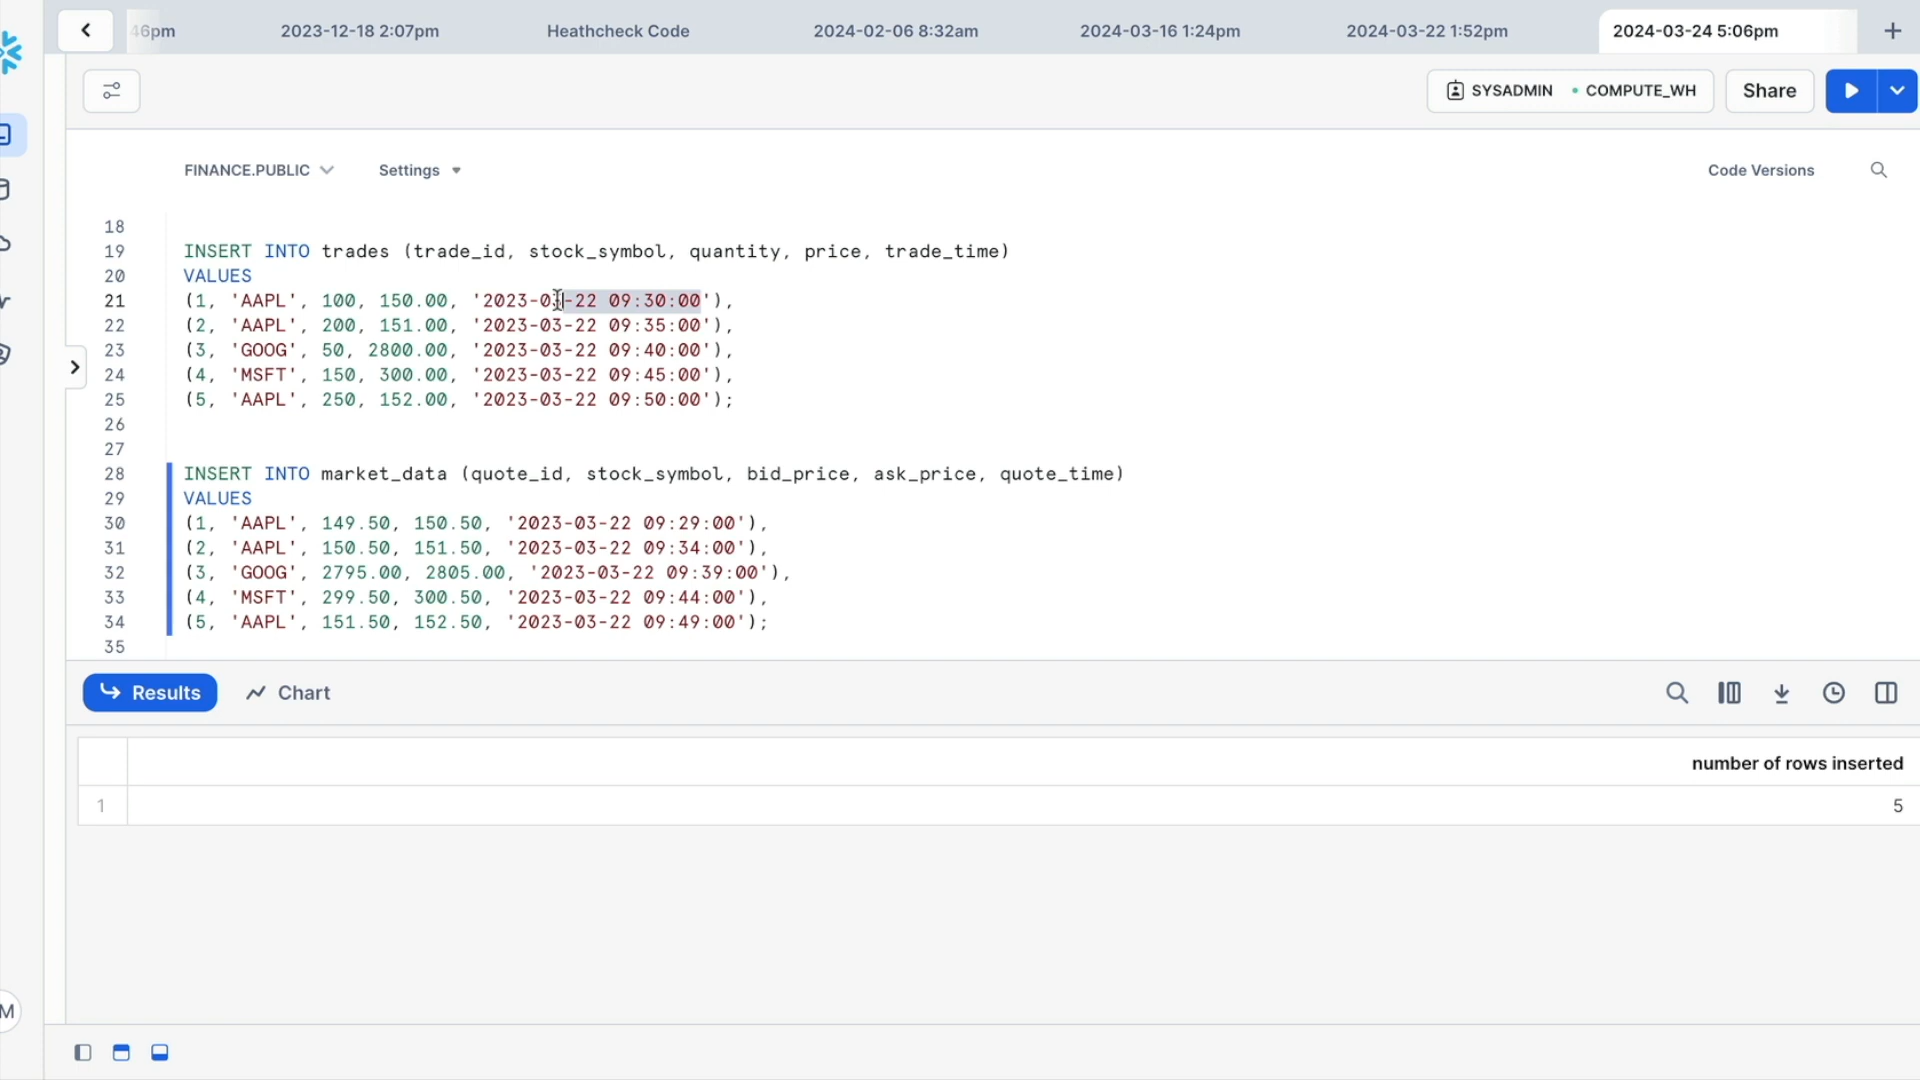 46pm
2023-12-18 2:07pm
Heathcheck Code
2024-02-06 8:32am
2024-03-16 1:24pm
2024-03-22 1:52pm
2024-03-24 5:06pm
SYSADMIN
COMPUTE_WH
Share
FINANCE.PUBLIC
Settings
Code Versions
18
19 INSERT INTO trades (trade_id, stock_symbol, quantity, price, trade_time)
20 VALUES
21 (1, 'AAPL', 100, 150.00, '2023-03-22 09:30:00'),
22 (2, 'AAPL', 200, 151.00, '2023-03-22 09:35:00'),
23 (3, 'GOOG', 50, 2800.00, '2023-03-22 09:40:00'),
24 (4, 'MSFT', 150, 300.00, '2023-03-22 09:45:00'),
25 (5, 'AAPL', 250, 152.00, '2023-03-22 09:50:00');
26
27
28 INSERT INTO market_data (quote_id, stock_symbol, bid_price, ask_price, quote_time)
29 VALUES
30 (1, 'AAPL', 149.50, 150.50, '2023-03-22 09:29:00'),
31 (2, 'AAPL', 150.50, 151.50, '2023-03-22 09:34:00'),
32 (3, 'GOOG', 2795.00, 2805.00, '2023-03-22 09:39:00'),
33 (4, 'MSFT', 299.50, 300.50, '2023-03-22 09:44:00'),
34 (5, 'AAPL', 151.50, 152.50, '2023-03-22 09:49:00');
35
Results
Chart
number of rows inserted
1 5
M